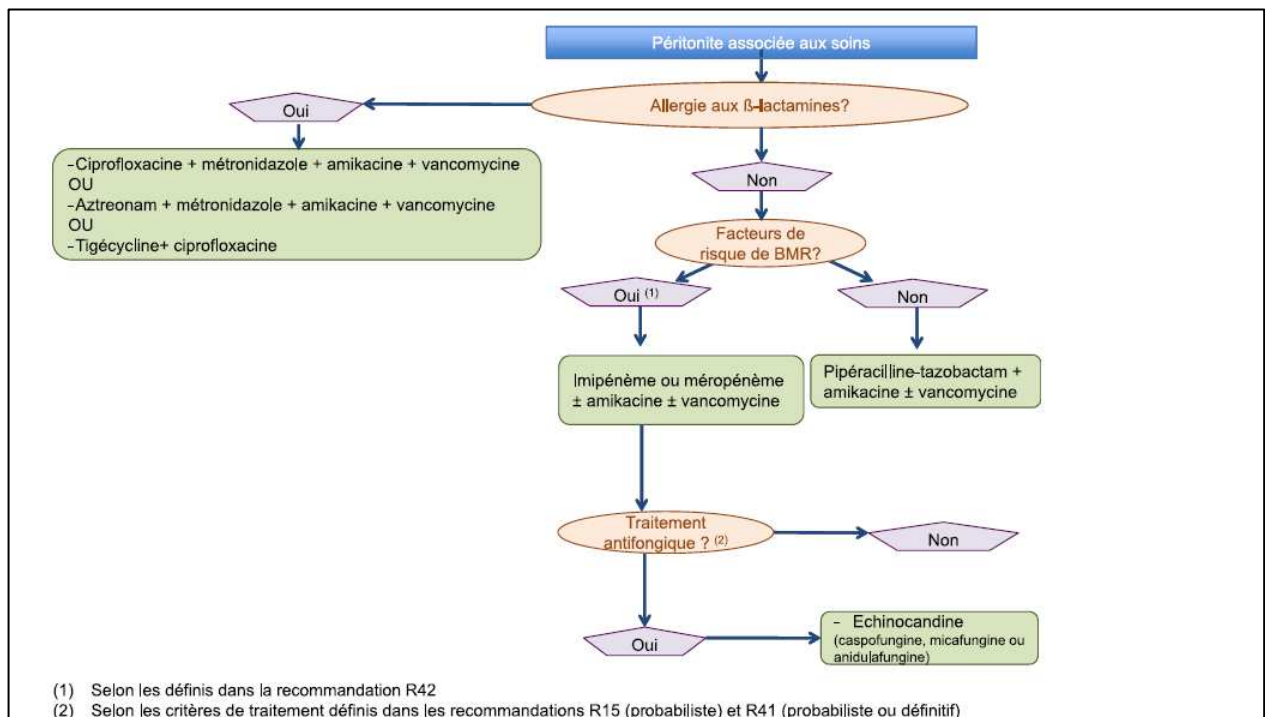 Péritonite associée aux soins
Allergie aux ß-lactamines?
Oui
-Ciprofloxacine + métronidazole + amikacine + vancomycine
OU
-Aztreonam + métronidazole + amikacine + vancomycine
OU
-Tigécycline+ ciprofloxacine
Non
Facteurs de
risque de BMR?
Oui (1)
Non
Imipénème ou méropénème
± amikacine ± vancomycine
Pipéracilline-tazobactam +
amikacine ± vancomycine
Traitement
antifongique ? (2)
Non
Oui
- Echinocandine
(caspofungine, micafungine ou
anidulafungine)
(1) Selon les définis dans la recommandation R42
(2) Selon les critères de traitement définis dans les recommandations R15 (probabiliste) et R41 (probabiliste ou définitif)